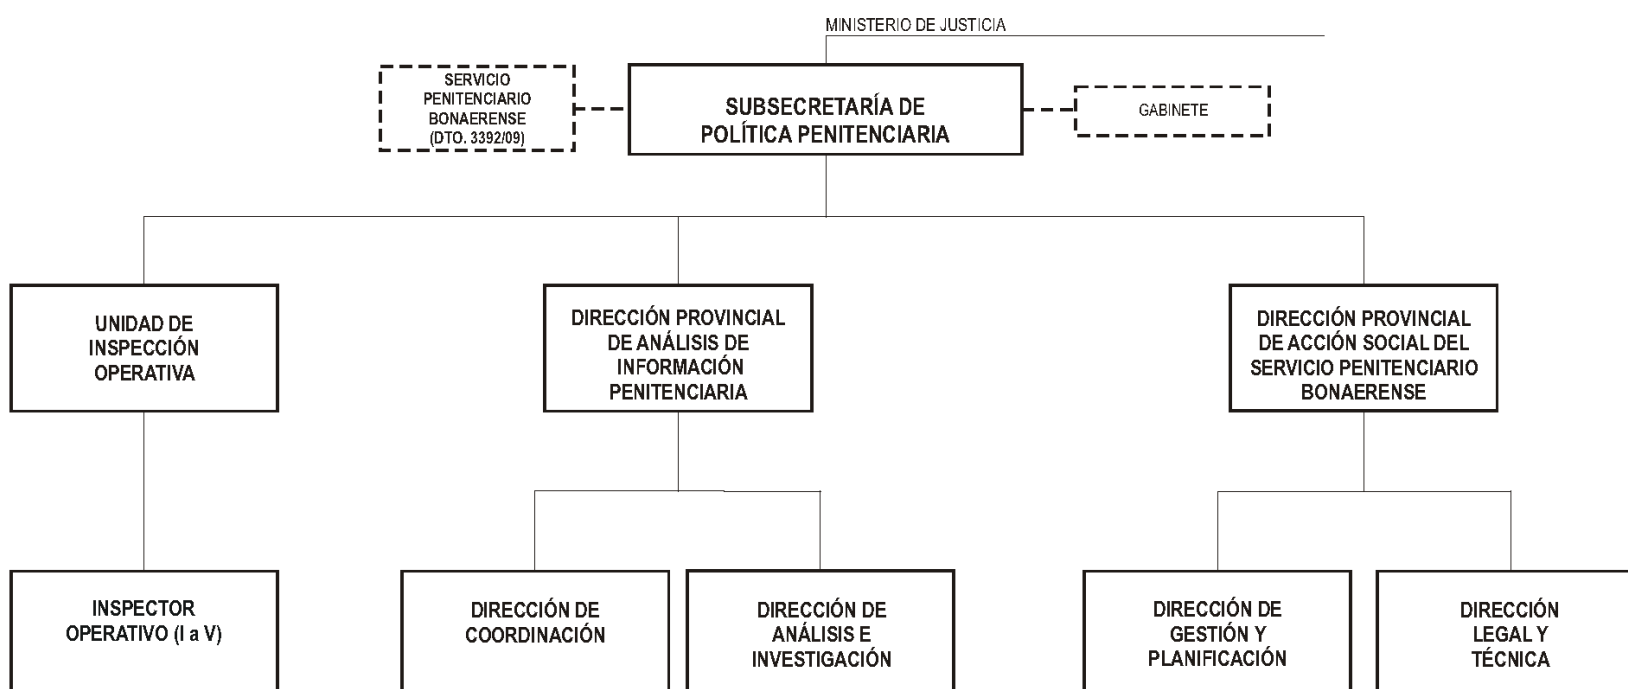 MINISTERIO DE JUSTICIA
SERVICIO
PENITENCIARIO
BONAERENSE
(DTO. 3392/09)
SUBSECRETARÍA DE
POLÍTICA PENITENCIARIA
GABINETE
UNIDAD DE
INSPECCIÓN
OPERATIVA
DIRECCIÓN PROVINCIAL
DE ANÁLISIS DE
INFORMACIÓN
PENITENCIARIA
DIRECCIÓN PROVINCIAL
DE ACCIÓN SOCIAL DEL
SERVICIO PENITENCIARIO
BONAERENSE
INSPECTOR
OPERATIVO (I a V)
DIRECCIÓN DE
COORDINACIÓN
DIRECCIÓN DE
ANÁLISIS E
INVESTIGACIÓN
DIRECCIÓN DE
GESTIÓN Y
PLANIFICACIÓN
DIRECCIÓN
LEGAL Y
TÉCNICA